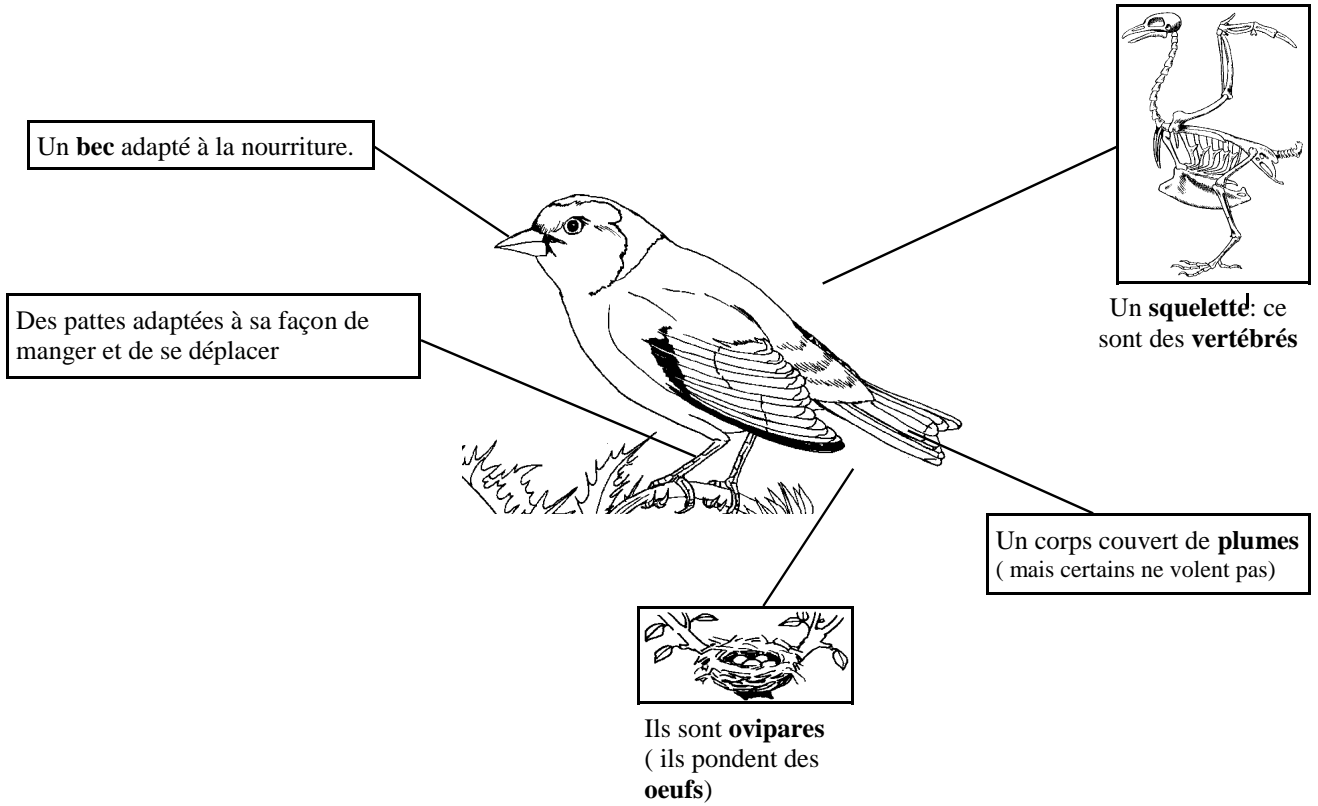 Un bec adapté à la nourriture.
Des pattes adaptées à sa façon de
manger et de se déplacer
Un squelette: ce
sont des vertébrés
Un corps couvert de plumes
( mais certains ne volent pas)
Ils sont ovipares
( ils pondent des
oeufs)